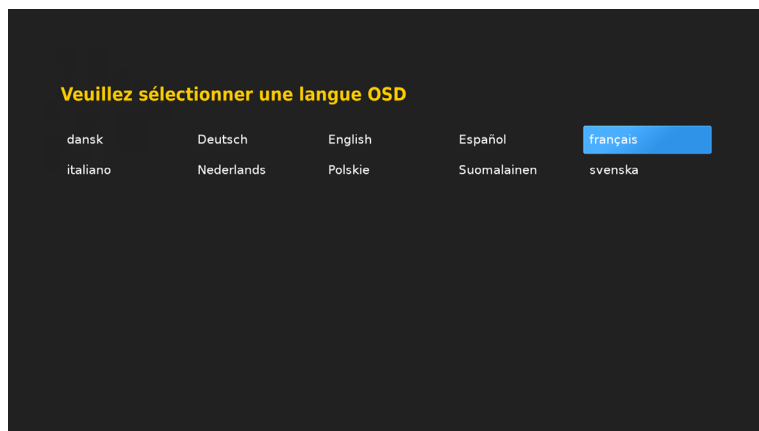 Veuillez sélectionner une langue OSD
dansk Deutsch English Español français
italiano Nederlands Polskie Suomalainen svenska